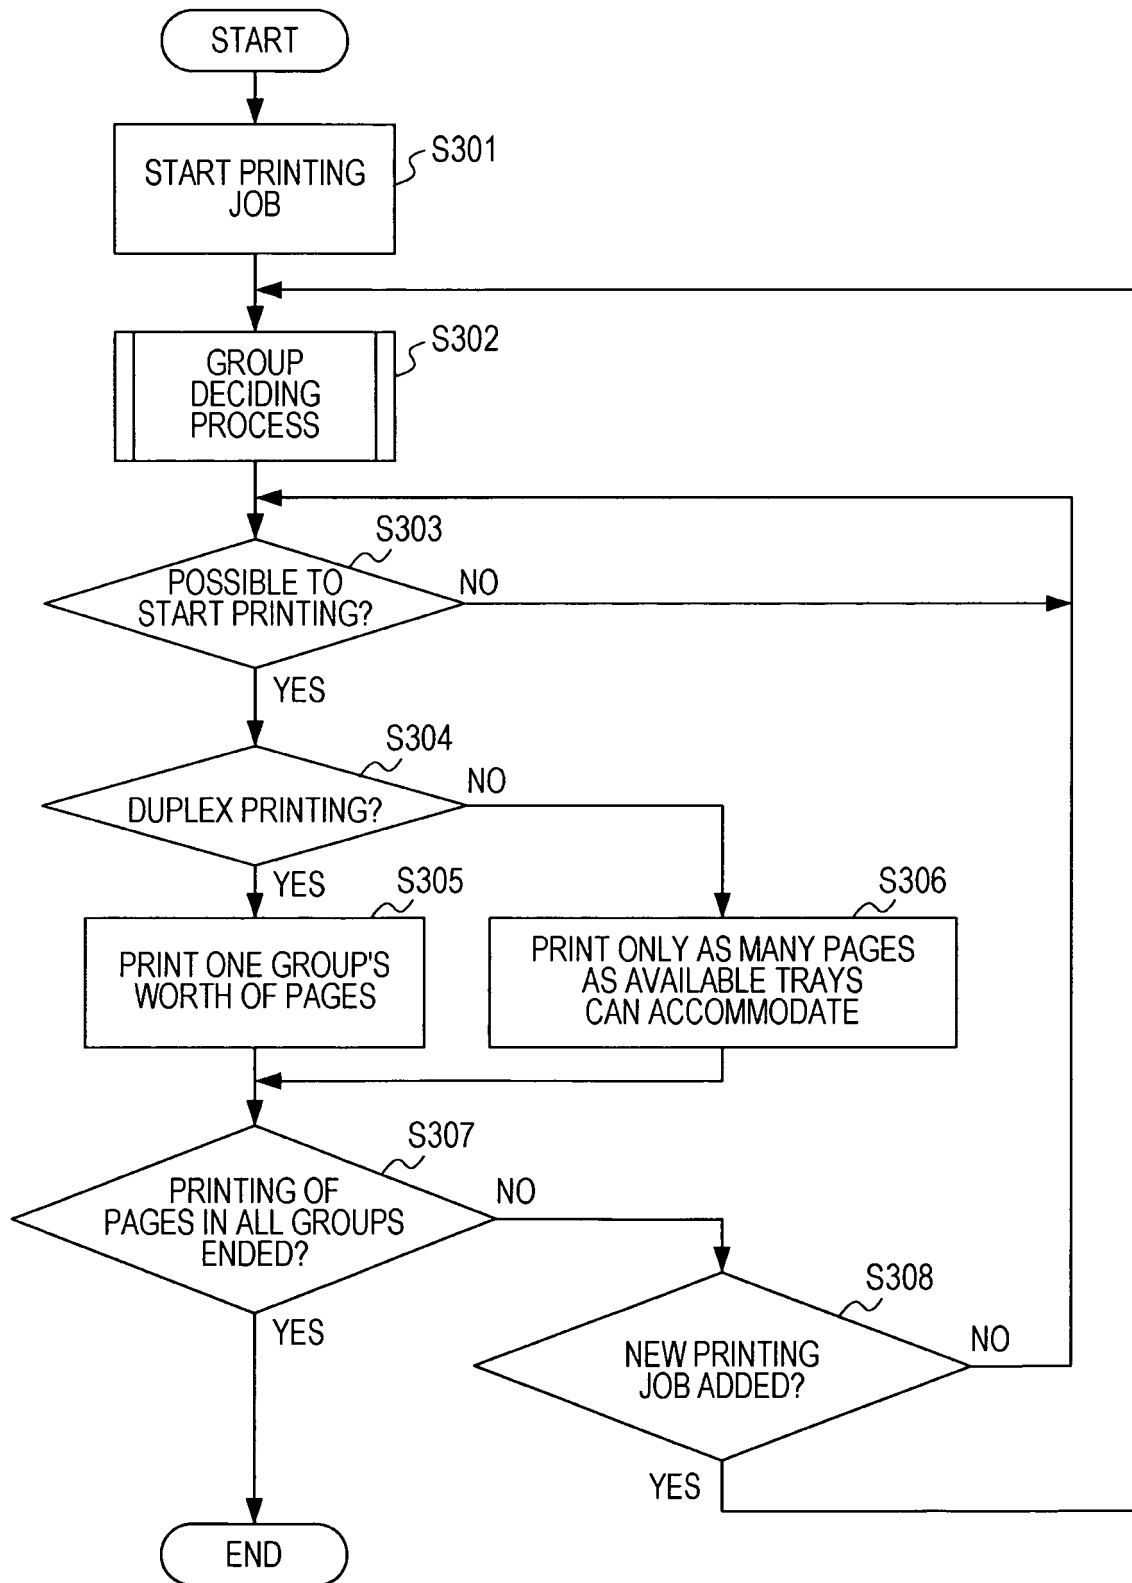 START
START PRINTING
JOB
S301
GROUP
DECIDING
PROCESS
S302
POSSIBLE TO
START PRINTING?
S303
NO
YES
DUPLEX PRINTING?
S304
NO
YES
PRINT ONE GROUP'S
WORTH OF PAGES
S305
PRINT ONLY AS MANY PAGES
AS AVAILABLE TRAYS
CAN ACCOMMODATE
S306
PRINTING OF
PAGES IN ALL GROUPS
ENDED?
S307
NO
YES
NEW PRINTING
JOB ADDED?
S308
NO
YES
END